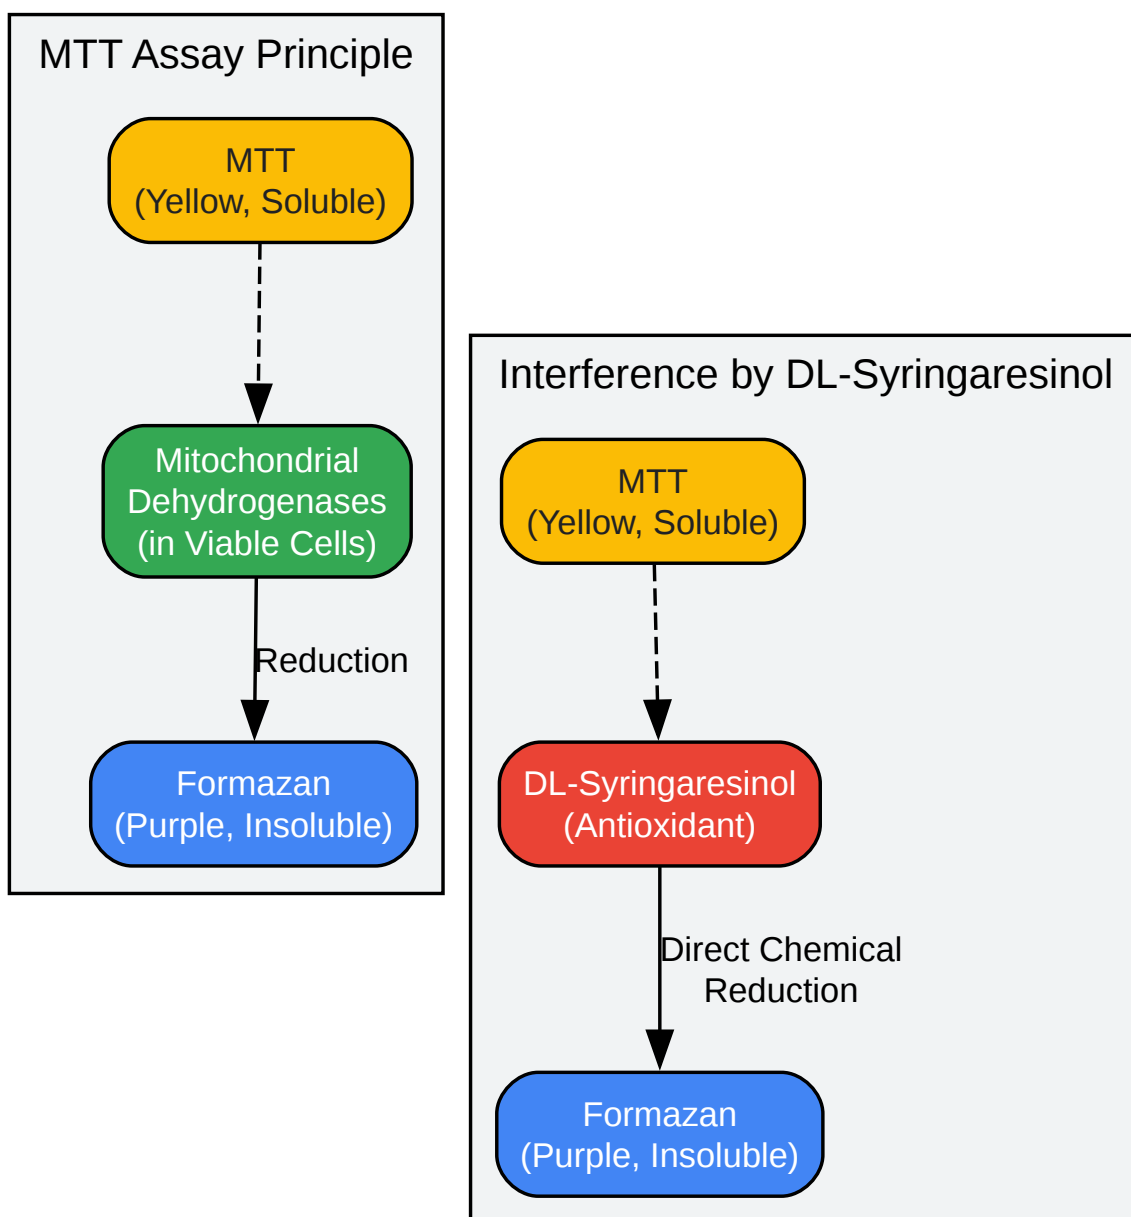 MTT Assay Principle
MTT
(Yellow, Soluble)
Mitochondrial
Dehydrogenases
(in Viable Cells)
Reduction
Formazan
(Purple, Insoluble)
Interference by DL-Syringaresinol
MTT
(Yellow, Soluble)
DL-Syringaresinol
(Antioxidant)
Direct Chemical
Reduction
Formazan
(Purple, Insoluble)